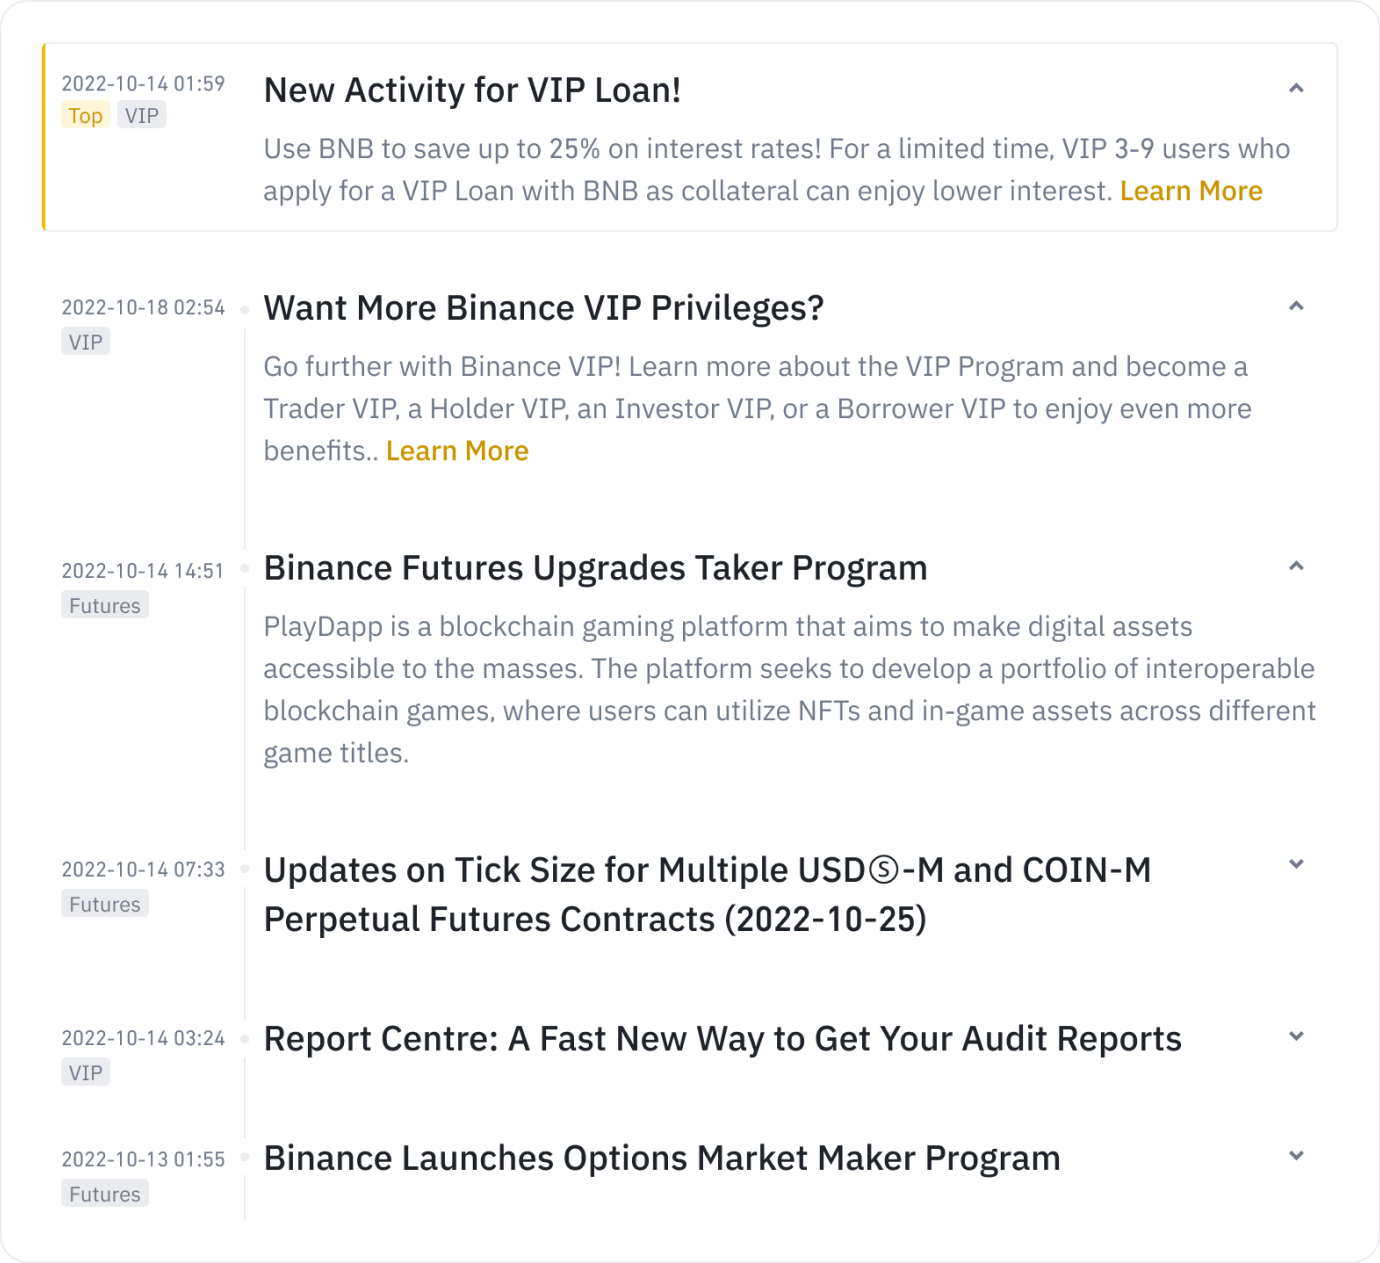 2022-10-14 01:59
Top VIP
New Activity for VIP Loan!
Use BNB to save up to 25% on interest rates! For a limited time, VIP 3-9 users who
apply for a VIP Loan with BNB as collateral can enjoy lower interest. Learn More
2022-10-18 02:54
VIP
Want More Binance VIP Privileges?
Go further with Binance VIP! Learn more about the VIP Program and become a
Trader VIP, a Holder VIP, an Investor VIP, or a Borrower VIP to enjoy even more
benefits.. Learn More
2022-10-14 14:51
Futures
Binance Futures Upgrades Taker Program
PlayDapp is a blockchain gaming platform that aims to make digital assets
accessible to the masses. The platform seeks to develop a portfolio of interoperable
blockchain games, where users can utilize NFTs and in-game assets across different
game titles.
2022-10-14 07:33
Futures
Updates on Tick Size for Multiple USDⓈ-M and COIN-M
Perpetual Futures Contracts (2022-10-25)
2022-10-14 03:24
VIP
Report Centre: A Fast New Way to Get Your Audit Reports
2022-10-13 01:55
Futures
Binance Launches Options Market Maker Program